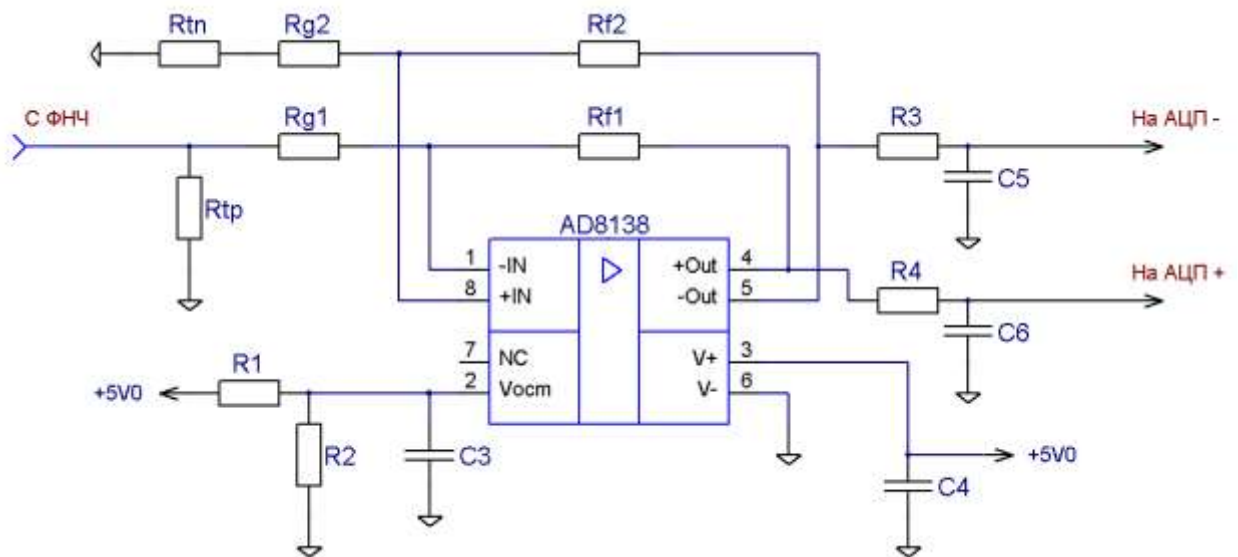 Rtn
Rg2
Rf2
С ФНЧ
Rg1
Rf1
R3
На АЦП -
Rtp
C5
AD8138
1
-IN
+Out
4
8
+IN
-Out
5
R4
На АЦП +
C6
7
NC
V+
3
2
Vocm
V-
6
R1
+5V0
R2
C3
+5V0
C4